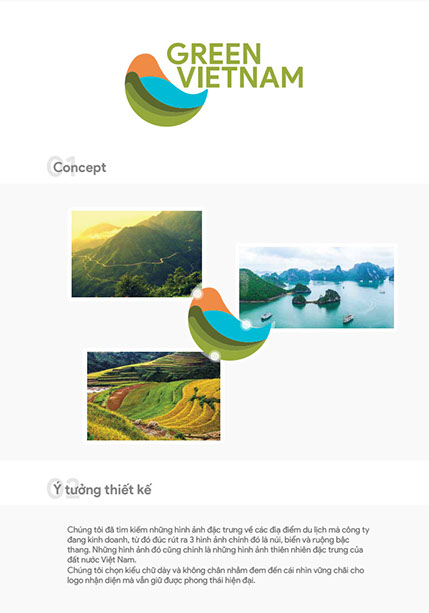 GREEN
VIETNAM
01
Concept
02
Ý tưởng thiết kế
Chúng tôi đã tìm kiếm những hình ảnh đặc trưng về các địa điểm du lịch mà công ty
đang kinh doanh, từ đó đúc rút ra 3 hình ảnh chính đó là núi, biển và ruộng bậc
thang. Những hình ảnh đó cũng chính là những hình ảnh thiên nhiên đặc trưng của
đất nước Việt Nam.
Chúng tôi chọn kiểu chữ dày và không chân nhằm đem đến cái nhìn vững chãi cho
logo nhận diện mà vẫn giữ được phong thái hiện đại.